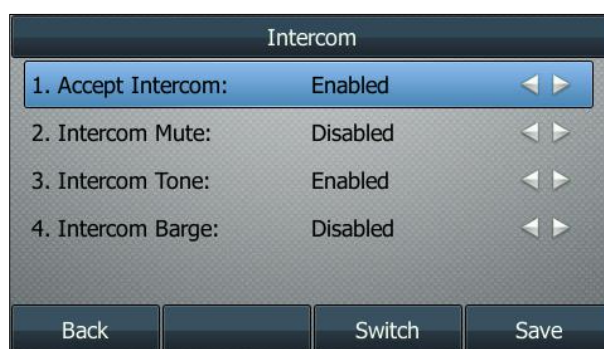 Intercom
1. Accept Intercom: Enabled
2. Intercom Mute: Disabled
3. Intercom Tone: Enabled
4. Intercom Barge: Disabled
Back Switch Save